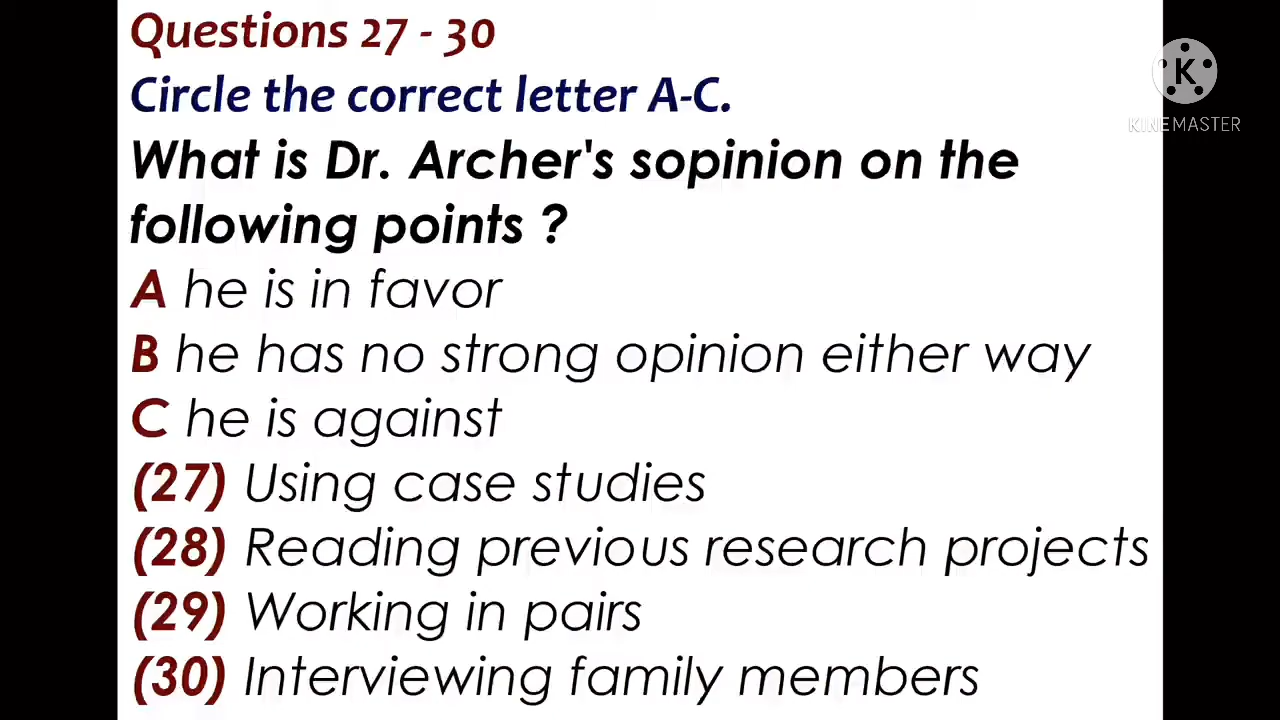 Questions 27 - 30
Circle the correct letter A-C.
What is Dr. Archer's sopinion on the
following points ?
A he is in favor
B he has no strong opinion either way
C he is against
(27) Using case studies
(28) Reading previous research projects
(29) Working in pairs
(30) Interviewing family members
K
KINEMASTER